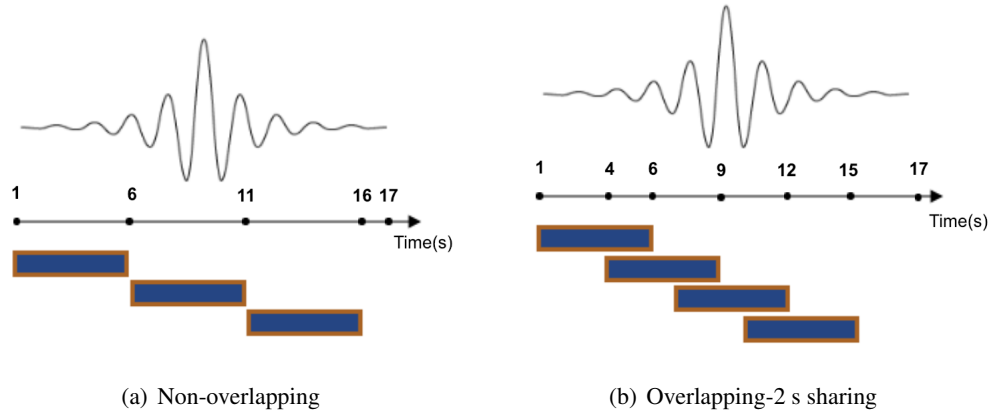 1 6 11 16 17
Time(s)
(a) Non-overlapping
1 4 6 9 12 15 17
Time(s)
(b) Overlapping-2 s sharing